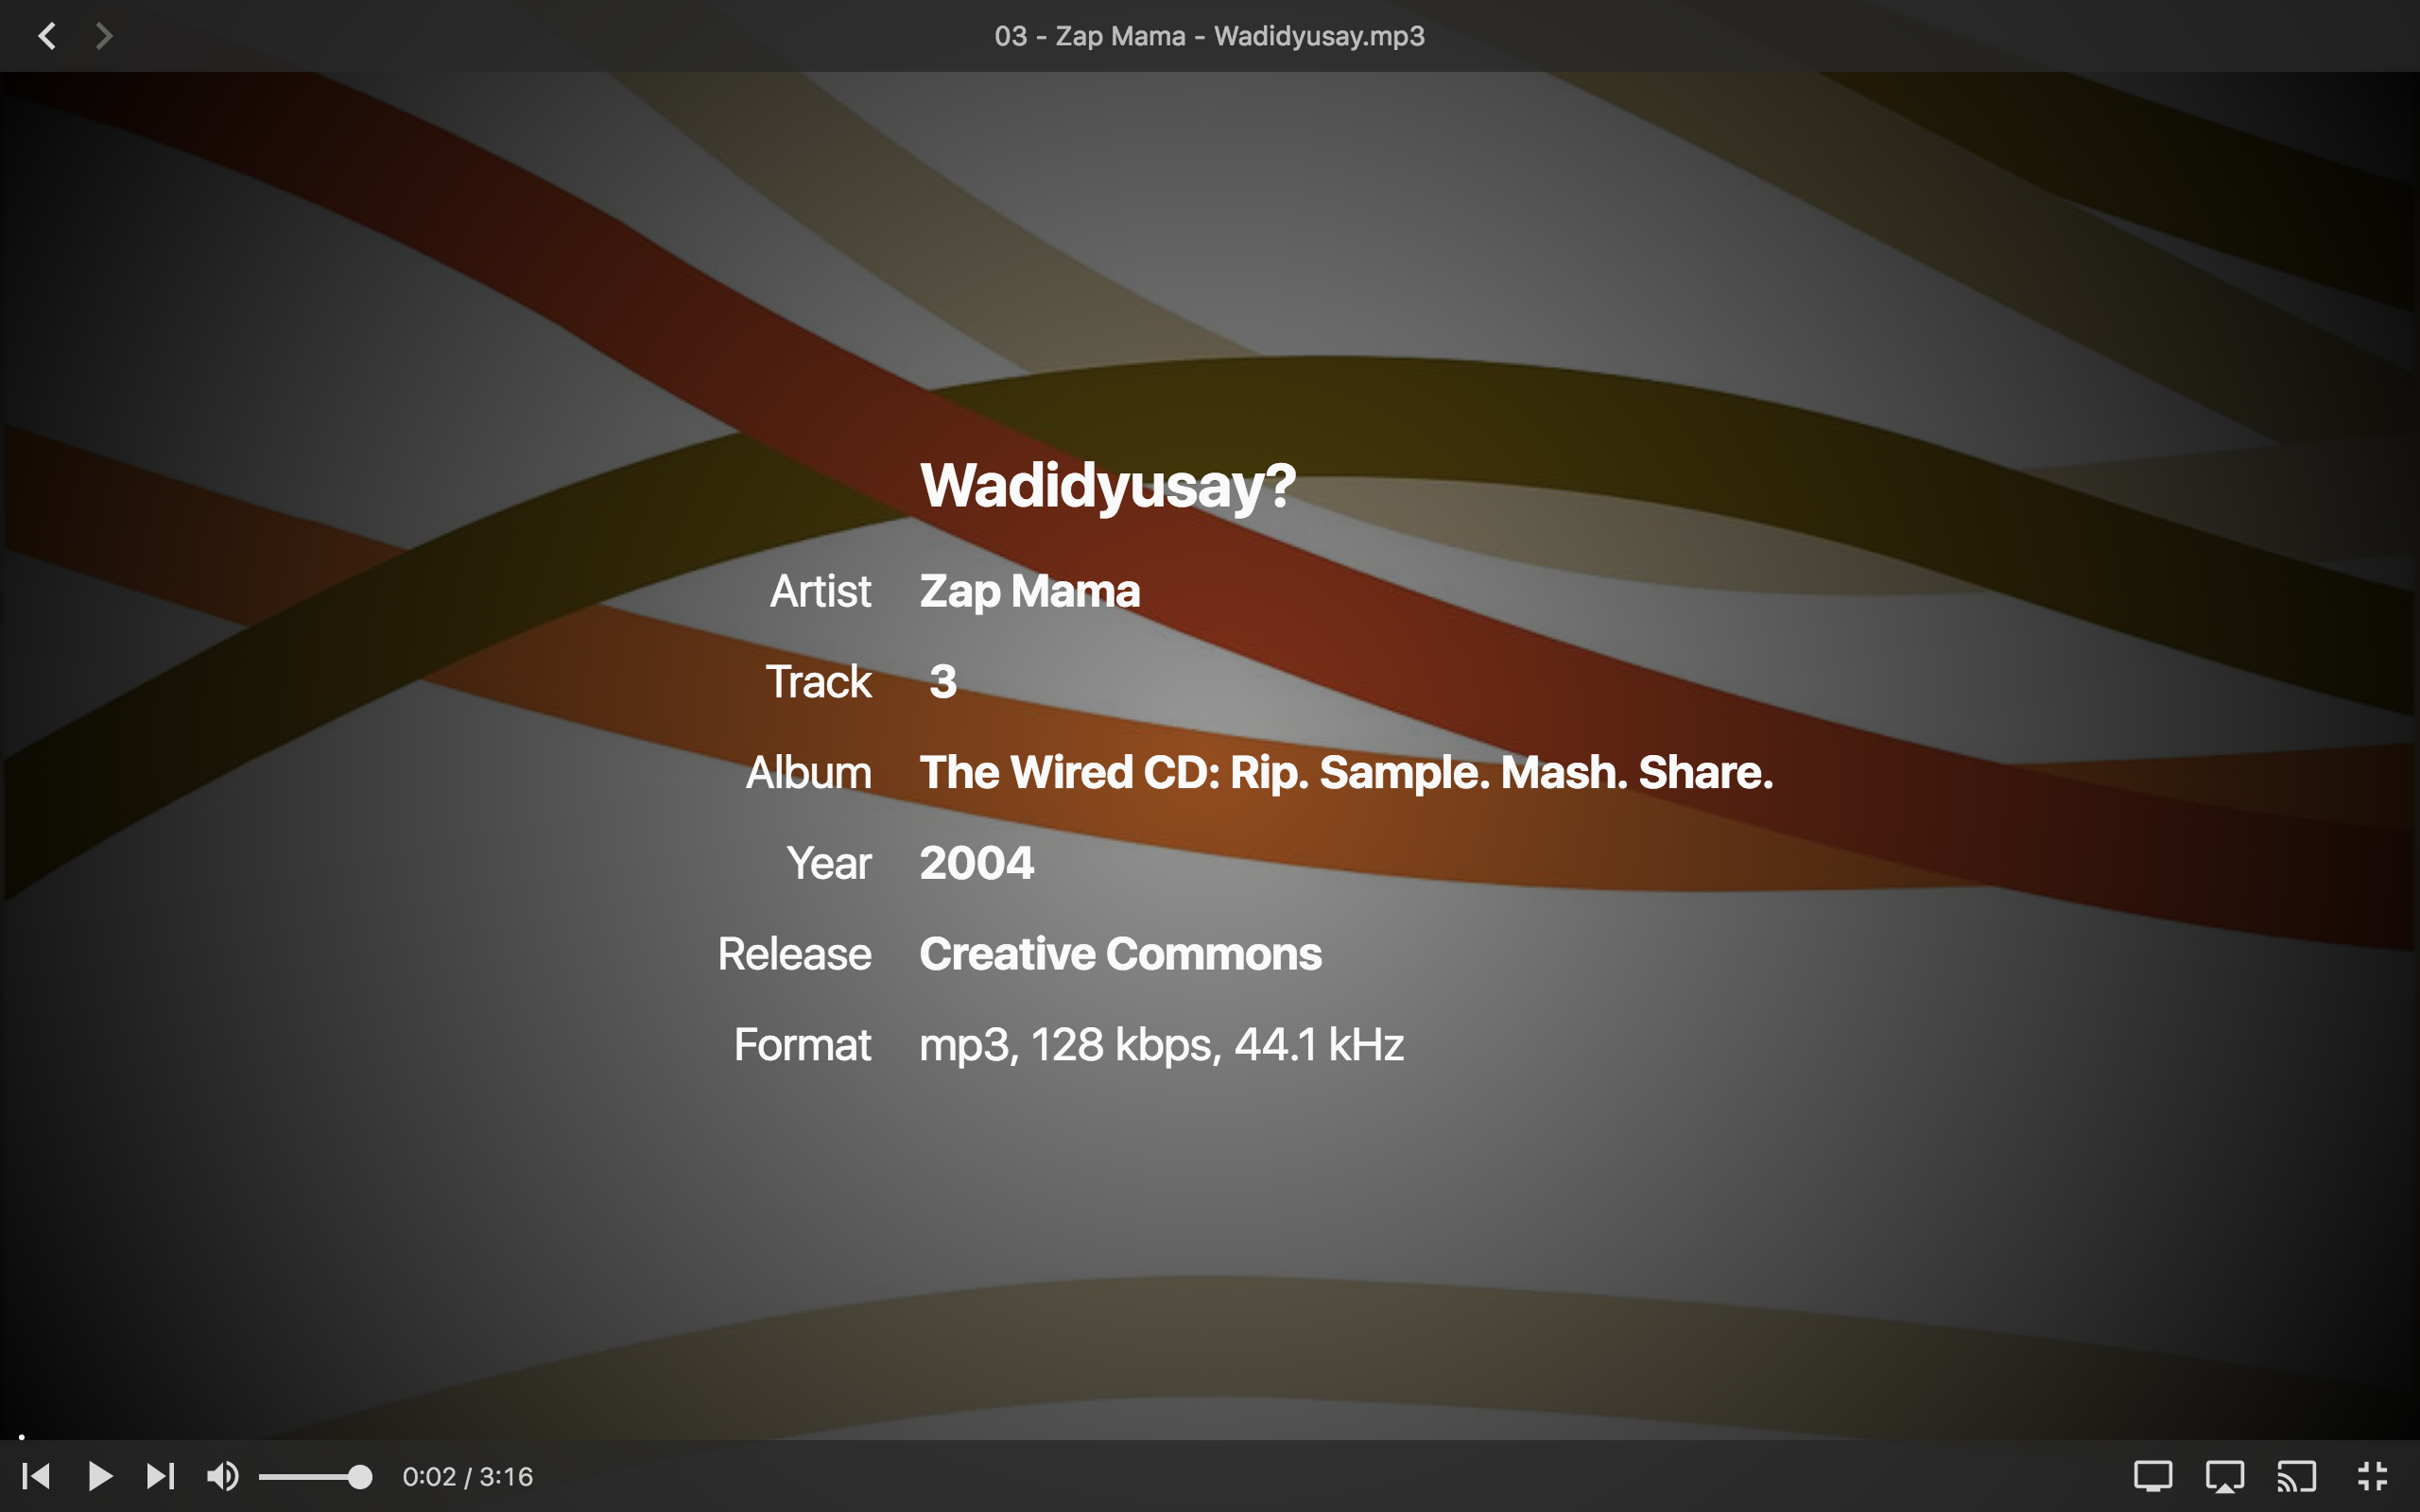 03 - Zap Mama - Wadidyusay.mp3
Wadidyusay?
Artist Zap Mama
Track 3
Album The Wired CD: Rip. Sample. Mash. Share.
Year 2004
Release Creative Commons
Format mp3, 128 kbps, 44.1 kHz
0:02 / 3:16